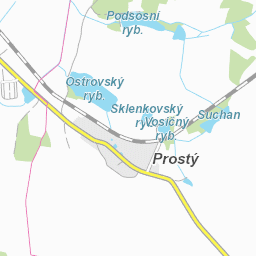 Podsosní
ryb.
Ostrovský
ryb.
Sklenkovský
ryb.
Vosičný
ryb.
Suchan
Prostý